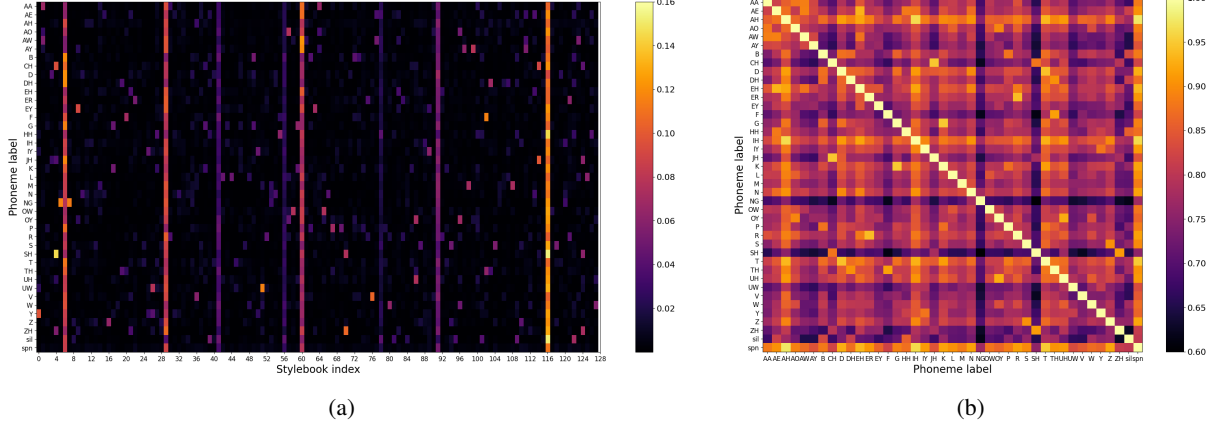 AA
AE
AH
AO
AW
AY
B
CH
D
DH
EH
ER
EY
F
G
HH
IH
IY
JH
K
L
M
N
NG
OW
OY
P
R
S
SH
T
TH
UH
UW
V
W
Y
Z
ZH
sil
spn
Phoneme label
0 4 8 12 16 20 24 28 32 36 40 44 48 52 56 60 64 68 72 76 80 84 88 92 96 100 104 108 112 116 120 124 128
Stylebook index
0.16
0.14
0.12
0.10
0.08
0.06
0.04
0.02
(a)
AA
AE
AH
AO
AW
AY
B
CH
D
DH
EH
ER
EY
F
G
HH
IH
IY
JH
K
L
M
N
NG
OW
OY
P
R
S
SH
T
TH
UH
UW
V
W
Y
Z
ZH
sil
spn
Phoneme label
AA AE AH AO AW AY B CH D DH EH ER EY F G HH IH IY JH K L M N NG OW OY P R S SH T TH UH UW V W Y Z ZH sil spn
Phoneme label
0.95
0.90
0.85
0.80
0.75
0.70
0.65
0.60
(b)